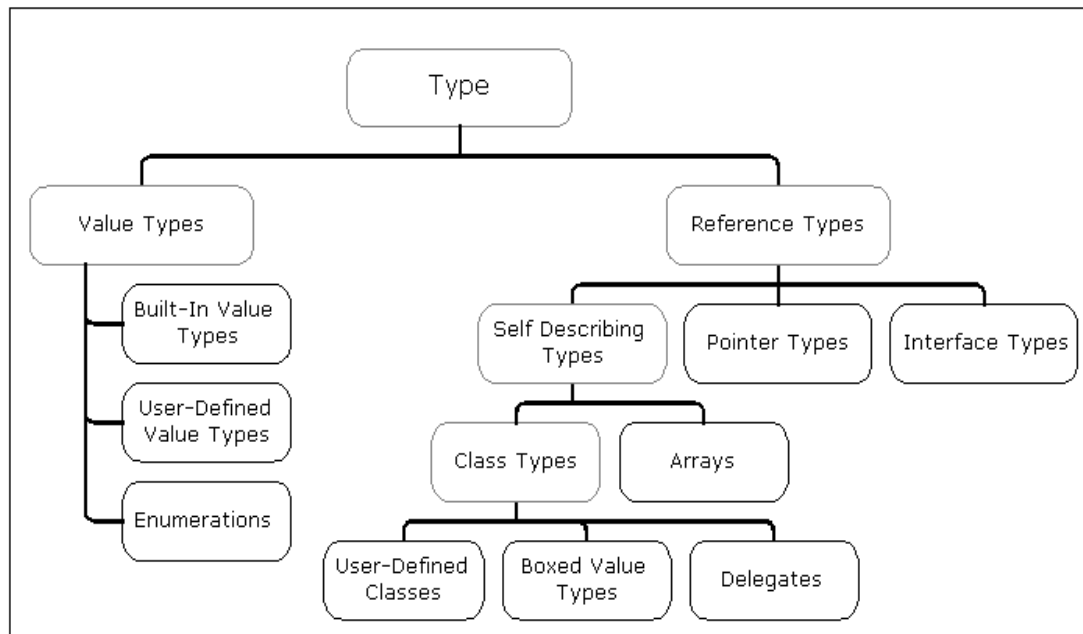 Type
Value Types
Reference Types
Built-In Value
Types
User-Defined
Value Types
Enumerations
Self Describing
Types
Pointer Types
Interface Types
Class Types
Arrays
User-Defined
Classes
Boxed Value
Types
Delegates